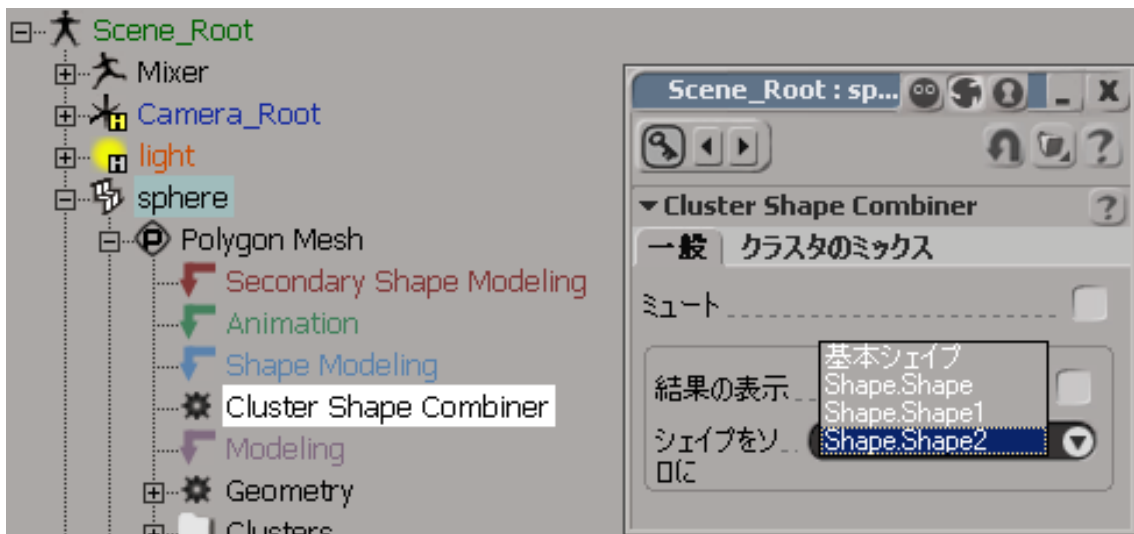 Scene_Root
Mixer
Camera_Root
H
light
H
sphere
P
Polygon Mesh
Secondary Shape Modeling
Animation
Shape Modeling
Cluster Shape Combiner
Modeling
Geometry
Clusters
Scene_Root : sp...
Cluster Shape Combiner
一般 クラスタのミックス
ミュート
結果の表示
シェイプをソ
ロに
基本シェイプ
Shape.Shape
Shape.Shape1
Shape.Shape2